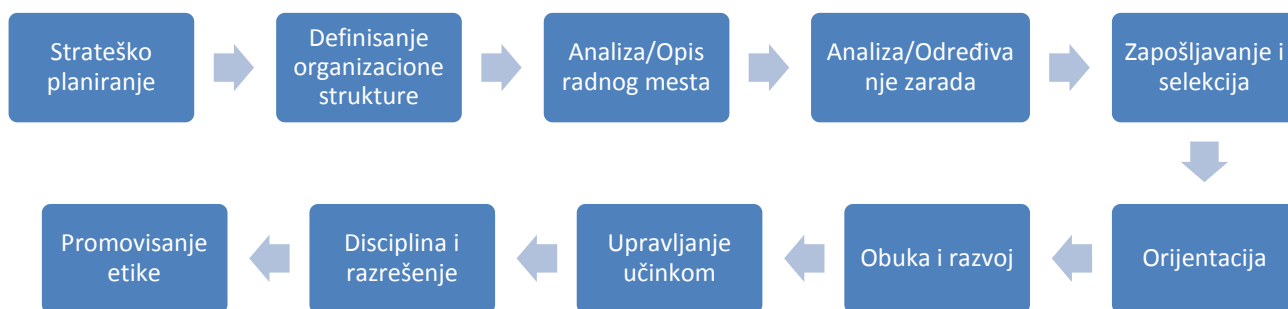 Strateško
planiranje
Definisanje
organizacione
strukture
Analiza/Opis
radnog mesta
Analiza/Određiva
nje zarada
Zapošljavanje i
selekcija
Orijentacija
Obuka i razvoj
Upravljanje
učinkom
Disciplina i
razrešenje
Promovisanje
etike